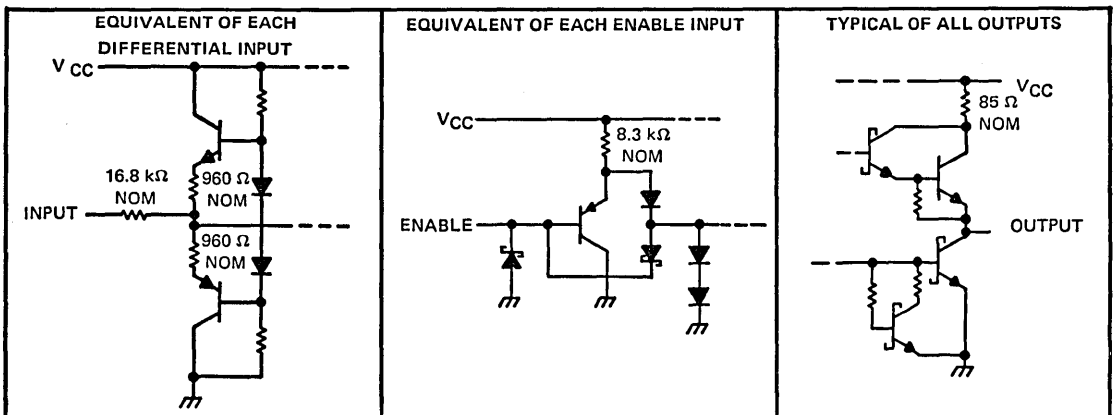 EQUIVALENT OF EACH
DIFFERENTIAL INPUT
VCC
16.8 kΩ
NOM
960 Ω
NOM
INPUT
960 Ω
NOM
EQUIVALENT OF EACH ENABLE INPUT
VCC
8.3 kΩ
NOM
ENABLE
TYPICAL OF ALL OUTPUTS
VCC
85 Ω
NOM
OUTPUT